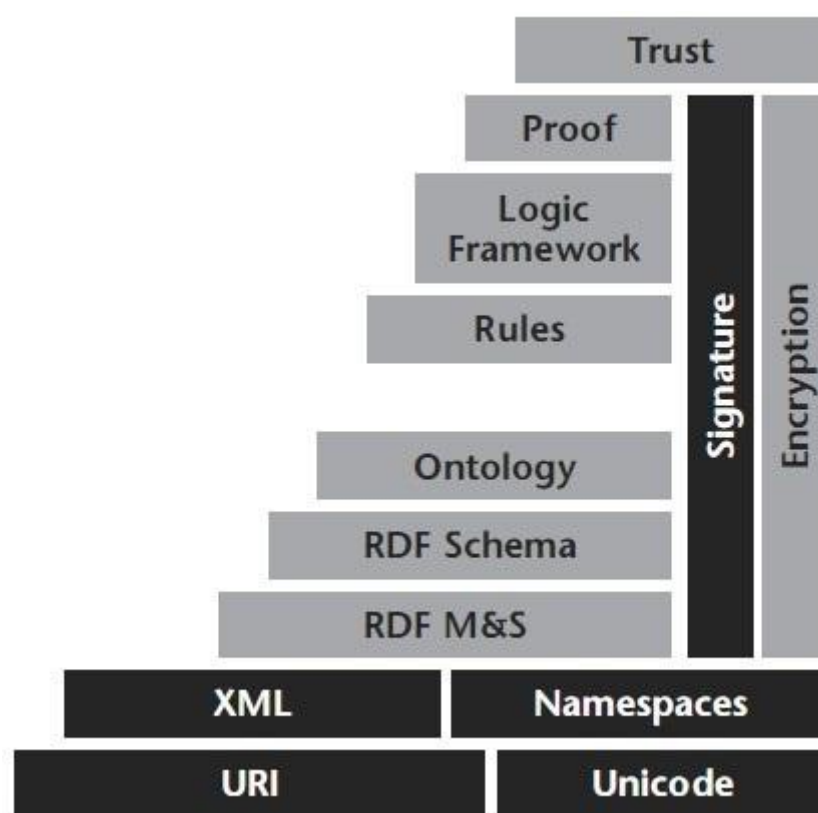 Trust
Proof
Logic
Framework
Rules
Signature
Encryption
Ontology
RDF Schema
RDF M&S
XML
Namespaces
URI
Unicode